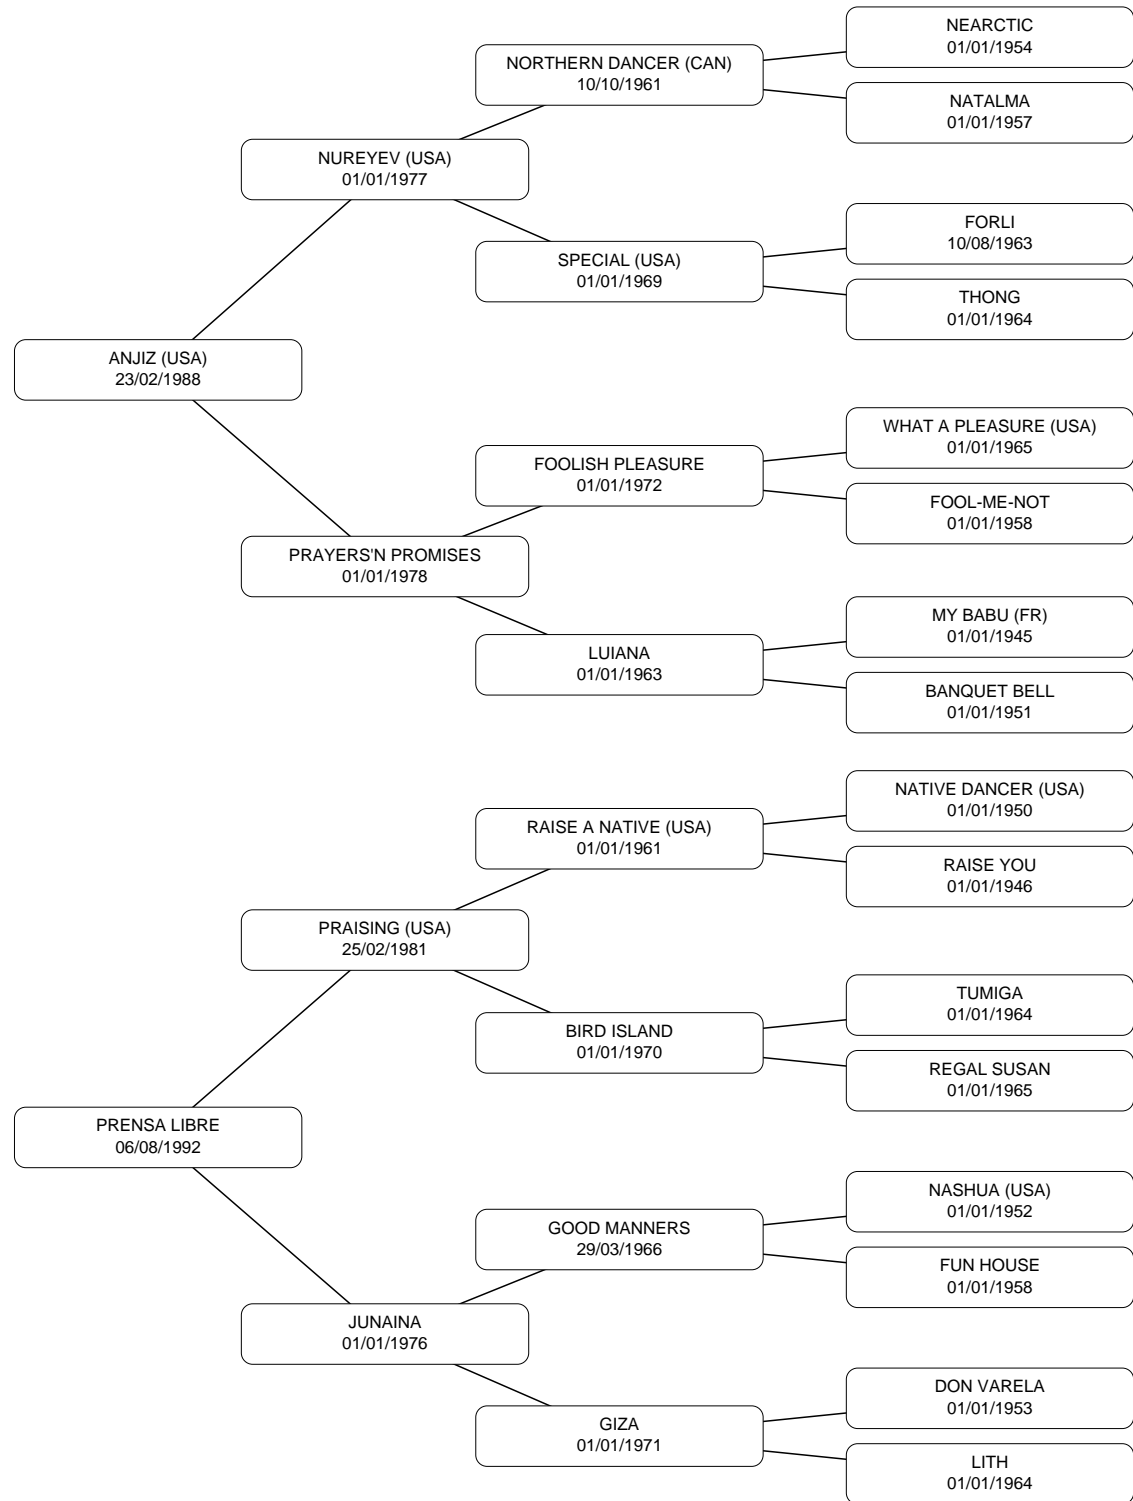 NEARCTIC
01/01/1954
NORTHERN DANCER (CAN)
10/10/1961
NATALMA
01/01/1957
NUREYEV (USA)
01/01/1977
FORLI
10/08/1963
SPECIAL (USA)
01/01/1969
THONG
01/01/1964
ANJIZ (USA)
23/02/1988
WHAT A PLEASURE (USA)
01/01/1965
FOOLISH PLEASURE
01/01/1972
FOOL-ME-NOT
01/01/1958
PRAYERS'N PROMISES
01/01/1978
MY BABU (FR)
01/01/1945
LUIANA
01/01/1963
BANQUET BELL
01/01/1951
NATIVE DANCER (USA)
01/01/1950
RAISE A NATIVE (USA)
01/01/1961
RAISE YOU
01/01/1946
PRAISING (USA)
25/02/1981
TUMIGA
01/01/1964
BIRD ISLAND
01/01/1970
REGAL SUSAN
01/01/1965
PRENSA LIBRE
06/08/1992
NASHUA (USA)
01/01/1952
GOOD MANNERS
29/03/1966
FUN HOUSE
01/01/1958
JUNAINA
01/01/1976
DON VARELA
01/01/1953
GIZA
01/01/1971
LITH
01/01/1964